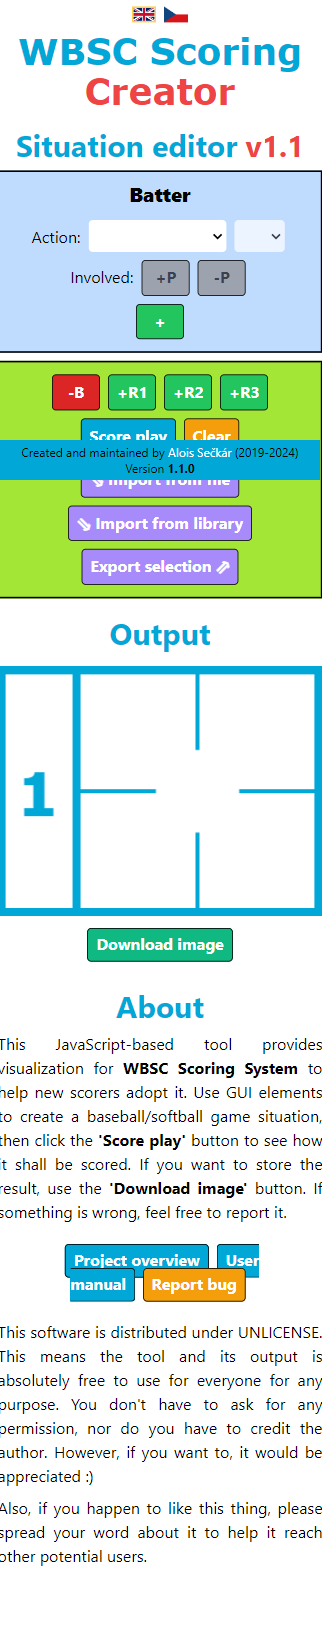 WBSC Scoring
Creator
Situation editor v1.1
Batter
Action:
Involved: +P -P
+
-B +R1 +R2 +R3
Score play Clear
Created and maintained by Alois Sečkár (2019-2024)
Version 1.1.0
Import from file
Import from library
Export selection
Output
1
Download image
About
This JavaScript-based tool provides
visualization for WBSC Scoring System to
help new scorers adopt it. Use GUI elements
to create a baseball/softball game situation,
then click the 'Score play' button to see how
it shall be scored. If you want to store the
result, use the 'Download image' button. If
something is wrong, feel free to report it.
Project overview User
manual Report bug
This software is distributed under UNLICENSE.
This means the tool and its output is
absolutely free to use for everyone for any
purpose. You don't have to ask for any
permission, nor do you have to credit the
author. However, if you want to, it would be
appreciated :)
Also, if you happen to like this thing, please
spread your word about it to help it reach
other potential users.